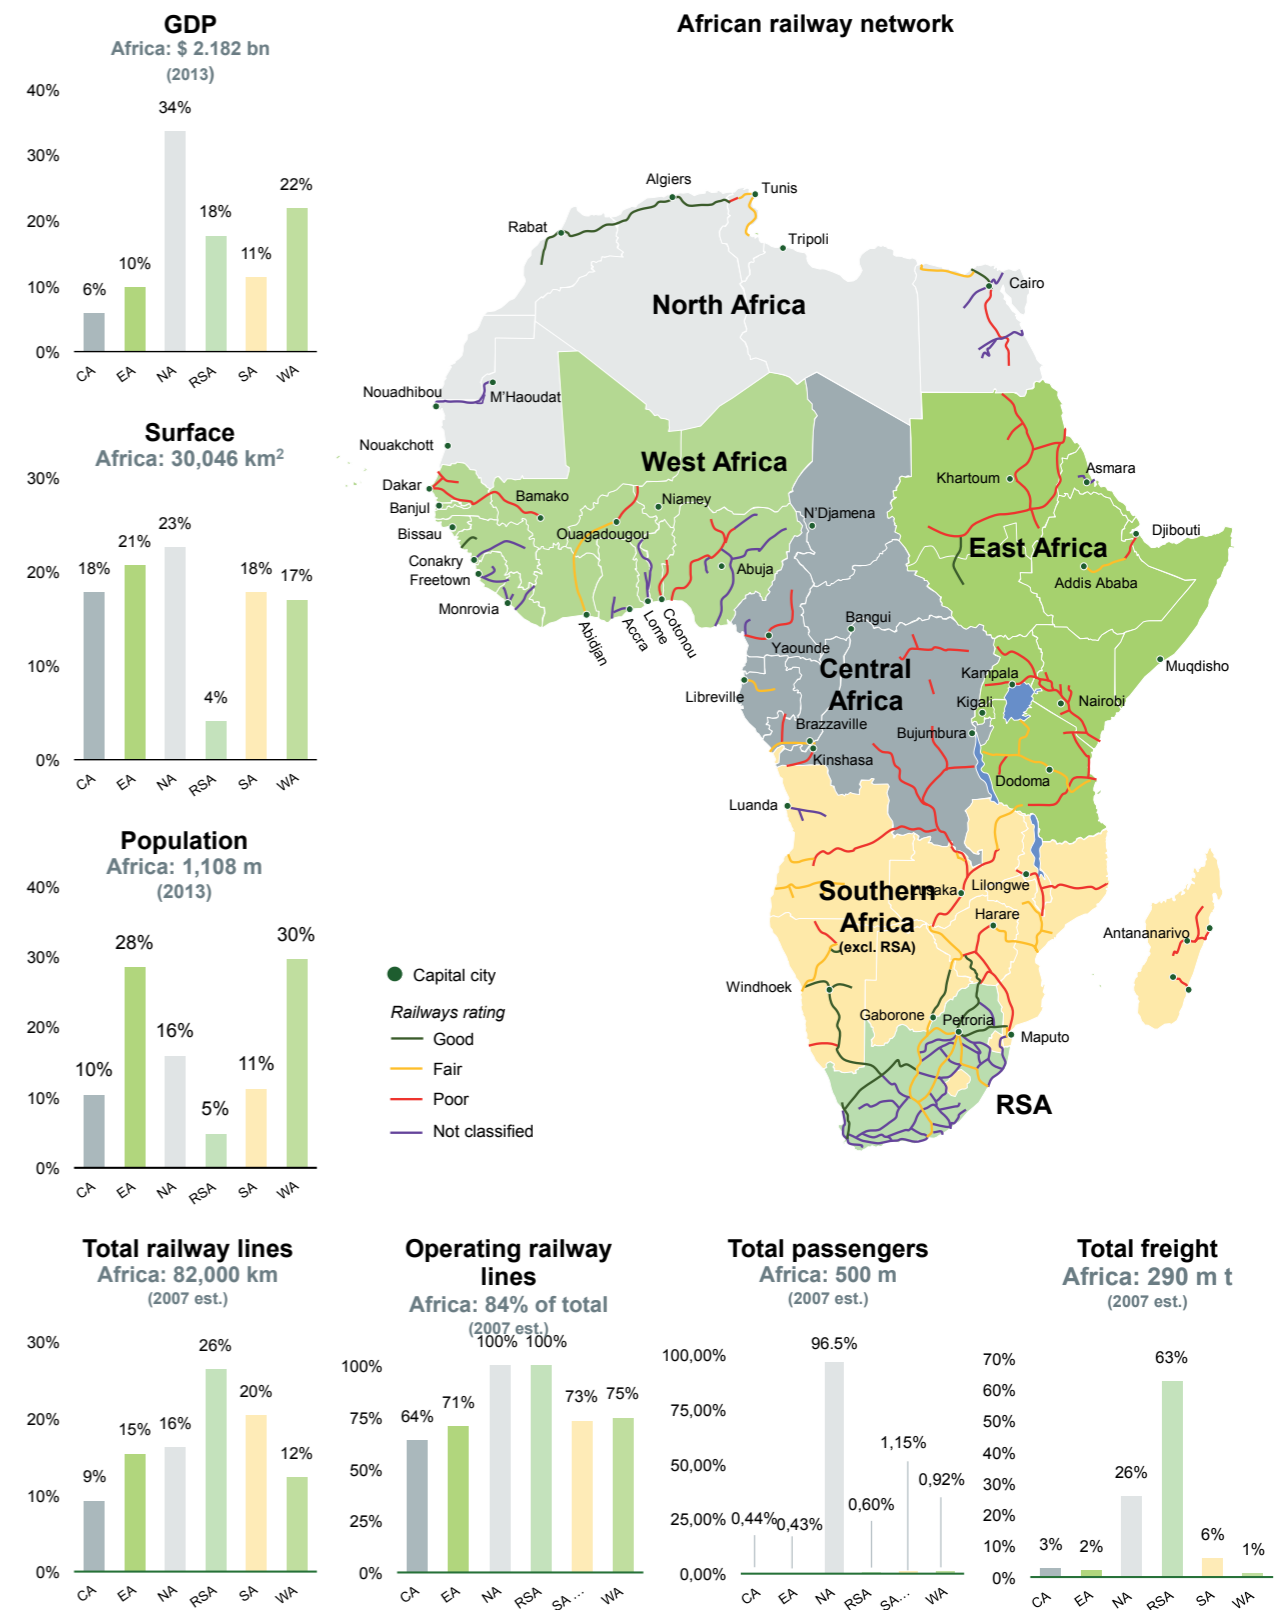 GDP
Africa: $ 2.182 bn
(2013)
40%
30%
20%
10%
0%
6%
10%
34%
18%
11%
22%
CA
EA
NA
RSA
SA
WA
Surface
Africa: 30,046 km²
30%
20%
10%
0%
18%
21%
23%
4%
18%
17%
CA
EA
NA
RSA
SA
WA
Population
Africa: 1,108 m
(2013)
40%
30%
20%
10%
0%
10%
28%
16%
5%
11%
30%
CA
EA
NA
RSA
SA
WA
African railway network
Algiers
Tunis
Rabat
Tripoli
Cairo
North Africa
Nouadhibou
M'Haoudat
Nouakchott
West Africa
Dakar
Bamako
Niamey
Banjul
Bissau
Ouagadougou
Conakry
Freetown
Abuja
Monrovia
Abidjan
Accra
Lome
Cotonou
N'Djamena
Khartoum
Asmara
Djibouti
East Africa
Addis Ababa
Bangui
Yaounde
Central
Africa
Kampala
Muqdisho
Libreville
Kigali
Nairobi
Brazzaville
Bujumbura
Kinshasa
Dodoma
Luanda
Southern
Africa
(excl. RSA)
Lusaka
Lilongwe
Harare
Antananarivo
Windhoek
Gaborone
Petroria
Maputo
RSA
Capital city
Railways rating
Good
Fair
Poor
Not classified
Total railway lines
Africa: 82,000 km
(2007 est.)
30%
20%
10%
0%
9%
15%
16%
26%
20%
12%
CA
EA
NA
RSA
SA
WA
Operating railway
lines
Africa: 84% of total
(2007 est.)
100%
75%
50%
25%
0%
64%
71%
100%
100%
73%
75%
CA
EA
NA
RSA
SA…
WA
Total passengers
Africa: 500 m
(2007 est.)
100,00%
75,00%
50,00%
25,00%
0,00%
0,44%
0,43%
96.5%
0,60%
1,15%
0,92%
CA
EA
NA
RSA
SA…
WA
Total freight
Africa: 290 m t
(2007 est.)
70%
60%
50%
40%
30%
20%
10%
0%
3%
2%
26%
63%
6%
1%
CA
EA
NA
RSA
SA
WA